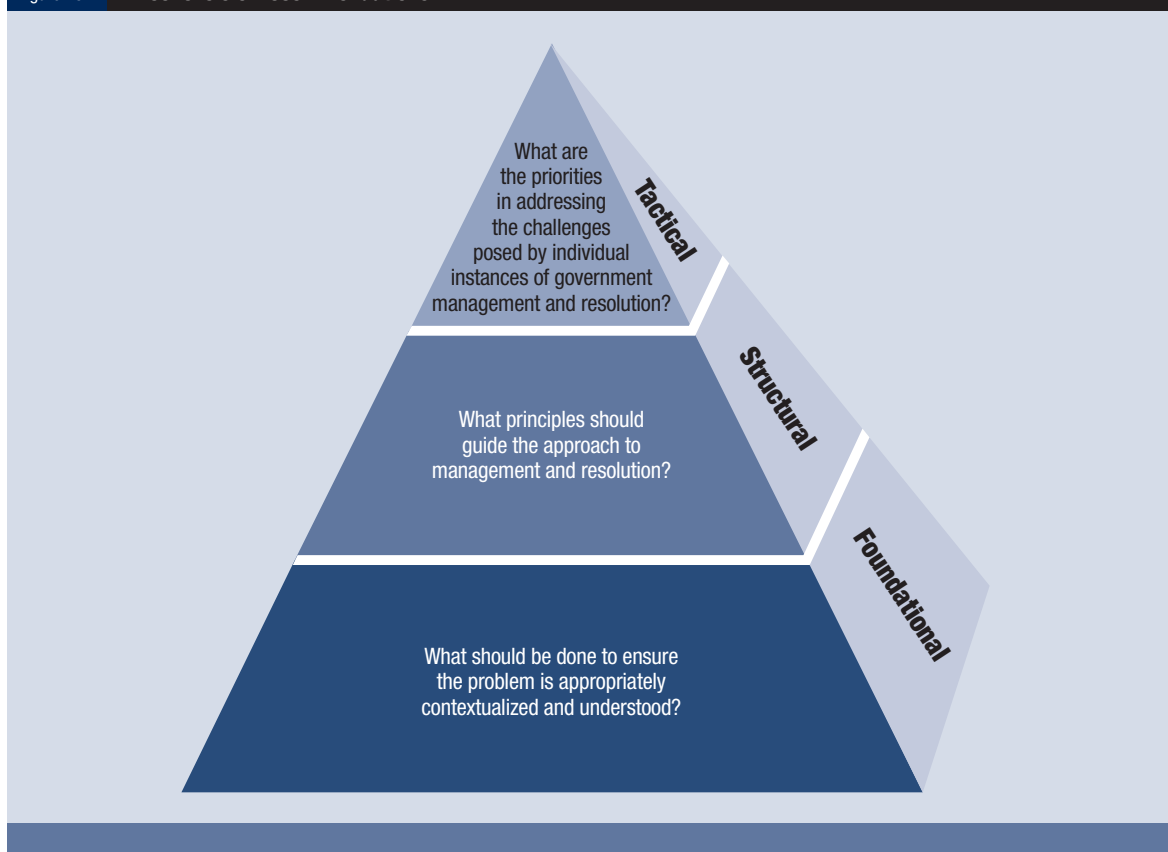 What are
the priorities
in addressing
the challenges
posed by individual
instances of government
management and resolution?
Tactical
What principles should
guide the approach to
management and resolution?
Structural
What should be done to ensure
the problem is appropriately
contextualized and understood?
Foundational